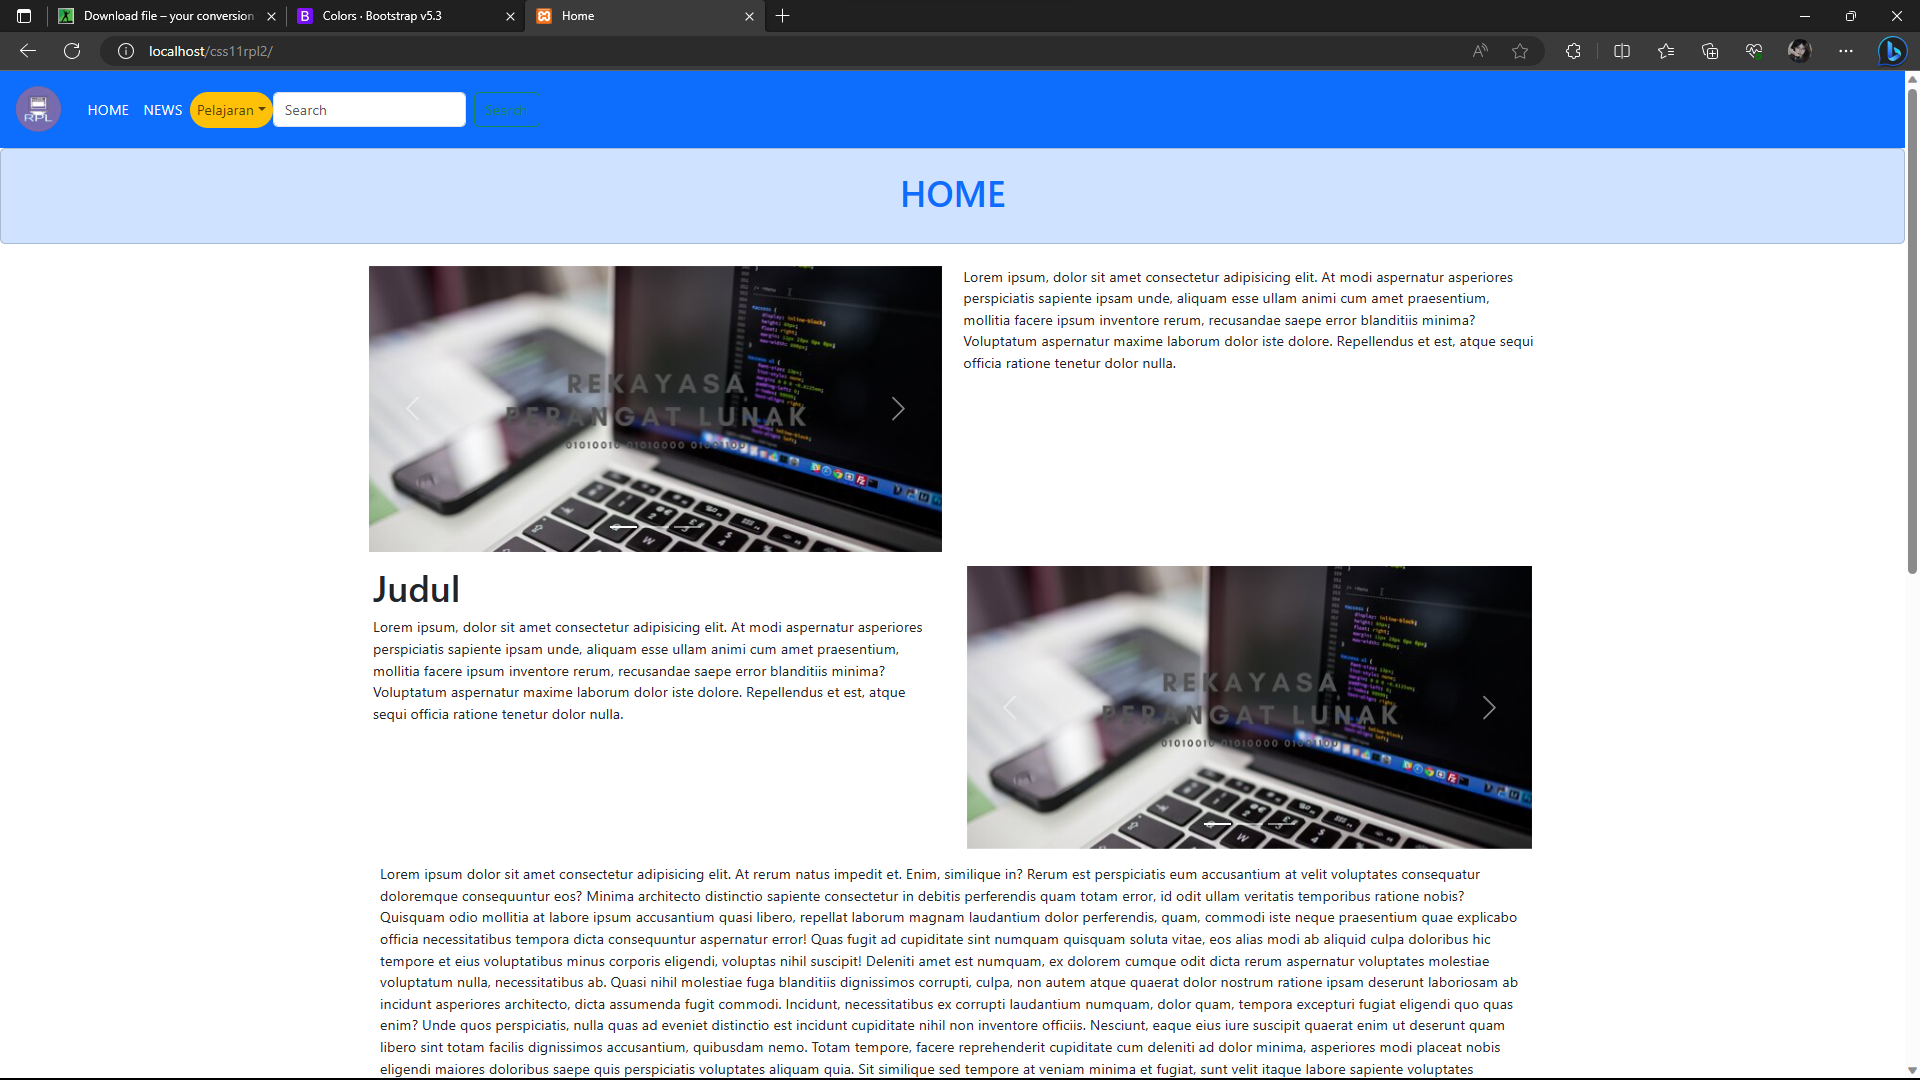 Download file – your conversion
Colors · Bootstrap v5.3
Home
localhost/css11rpl2/
RPL
HOME
NEWS
Pelajaran
Search
Search
HOME
REKAYASA
PERANGAT LUNAK
01010010 01010000 01001100
Lorem ipsum, dolor sit amet consectetur adipisicing elit. At modi aspernatur asperiores
perspiciatis sapiente ipsam unde, aliquam esse ullam animi cum amet praesentium,
mollitia facere ipsum inventore rerum, recusandae saepe error blanditiis minima?
Voluptatum aspernatur maxime laborum dolor iste dolore. Repellendus et est, atque sequi
officia ratione tenetur dolor nulla.
Judul
Lorem ipsum, dolor sit amet consectetur adipisicing elit. At modi aspernatur asperiores
perspiciatis sapiente ipsam unde, aliquam esse ullam animi cum amet praesentium,
mollitia facere ipsum inventore rerum, recusandae saepe error blanditiis minima?
Voluptatum aspernatur maxime laborum dolor iste dolore. Repellendus et est, atque
sequi officia ratione tenetur dolor nulla.
REKAYASA
PERANGAT LUNAK
01010010 01010000 01001100
Lorem ipsum dolor sit amet consectetur adipisicing elit. At rerum natus impedit et. Enim, similique in? Rerum est perspiciatis eum accusantium at velit voluptates consequatur
doloremque consequuntur eos? Minima architecto distinctio sapiente consectetur in debitis perferendis quam totam error, id odit ullam veritatis temporibus ratione nobis?
Quisquam odio mollitia at labore ipsum accusantium quasi libero, repellat laborum magnam laudantium dolor perferendis, quam, commodi iste neque praesentium quae explicabo
officia necessitatibus tempora dicta consequuntur aspernatur error! Quas fugit ad cupiditate sint numquam quisquam soluta vitae, eos alias modi ab aliquid culpa doloribus hic
tempore et eius voluptatibus minus corporis eligendi, voluptas nihil suscipit! Deleniti amet est numquam, ex dolorem cumque odit dicta rerum aspernatur voluptates molestiae
voluptatum nulla, necessitatibus ab. Quasi nihil molestiae fuga blanditiis dignissimos corrupti, culpa, non autem atque quaerat dolor nostrum ratione ipsam deserunt laboriosam ab
incidunt asperiores architecto, dicta assumenda fugit commodi. Incidunt, necessitatibus ex corrupti laudantium numquam, dolor quam, tempora excepturi fugiat eligendi quo quas
enim? Unde quos perspiciatis, nulla quas ad eveniet distinctio est incidunt cupiditate nihil non inventore officiis. Nesciunt, eaque eius iure suscipit quaerat enim ut deserunt quam
libero sint totam facilis dignissimos accusantium, quibusdam nemo. Totam tempore, facere reprehenderit cupiditate cum deleniti ad dolor minima, asperiores modi placeat nobis
eligendi maiores doloribus saepe quis perspiciatis voluptates aliquam quia. Sit similique sed tempore at veniam minima et fugiat, sunt velit itaque labore sapiente voluptates